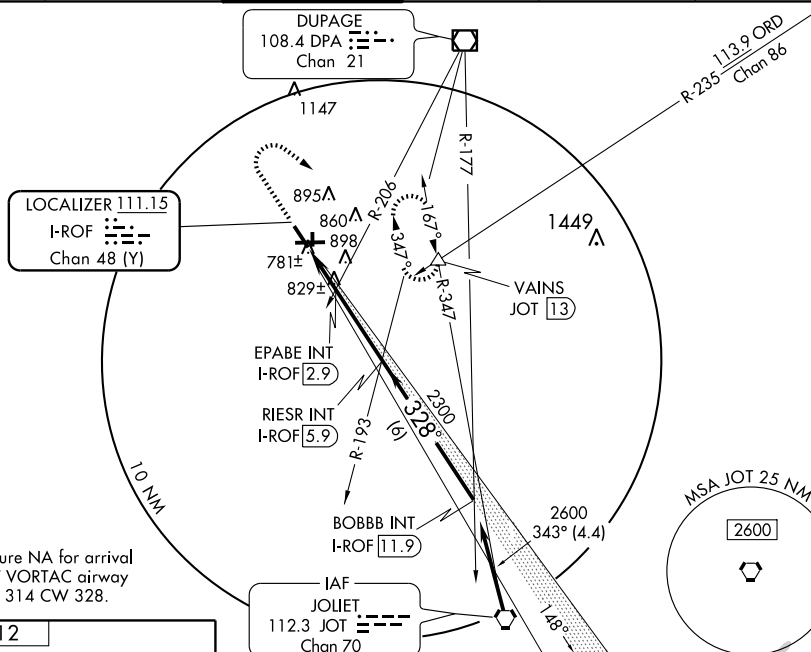 DUPAGE
108.4 DPA
Chan 21
113.9 ORD
R-235 Chan 86
1147
R-177
LOCALIZER 111.15
I-ROF
Chan 48 (Y)
895
R-206
860
167°
1449
898
347°
781±
829±
R-347
VAINS
JOT 13
EPABE INT
I-ROF 2.9
RIESR INT
I-ROF 5.9
2300
328°
(6)
R-193
10 NM
MSA JOT 25 NM
2600
BOBBB INT
I-ROF 11.9
2600
343° (4.4)
ure NA for arrival
VORTAC airway
314 CW 328.
IAF
JOLIET
112.3 JOT
Chan 70
148°
12